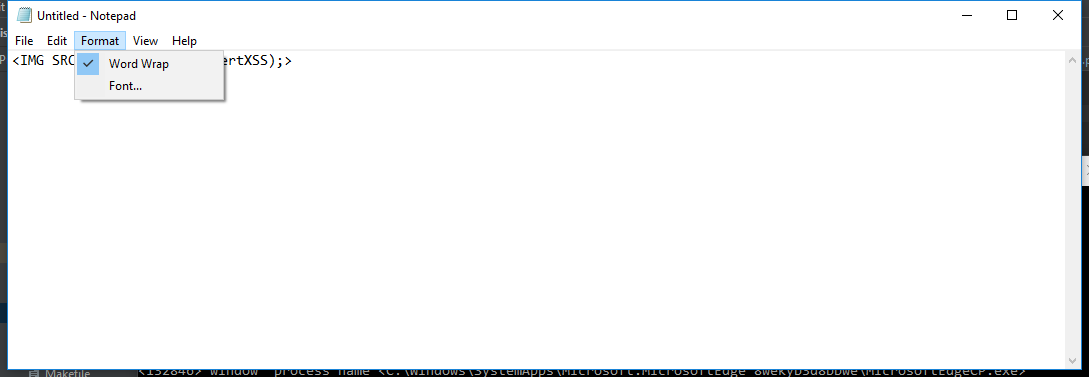 Untitled - Notepad
File Edit Format View Help
<IMG SRC ertXSS);>
Word Wrap
Font...
Makefile
<132846> window process name <C:\Windows\SystemApps\Microsoft.MicrosoftEdge_8wekyb3d8bbwe\MicrosoftEdgeCP.exe>